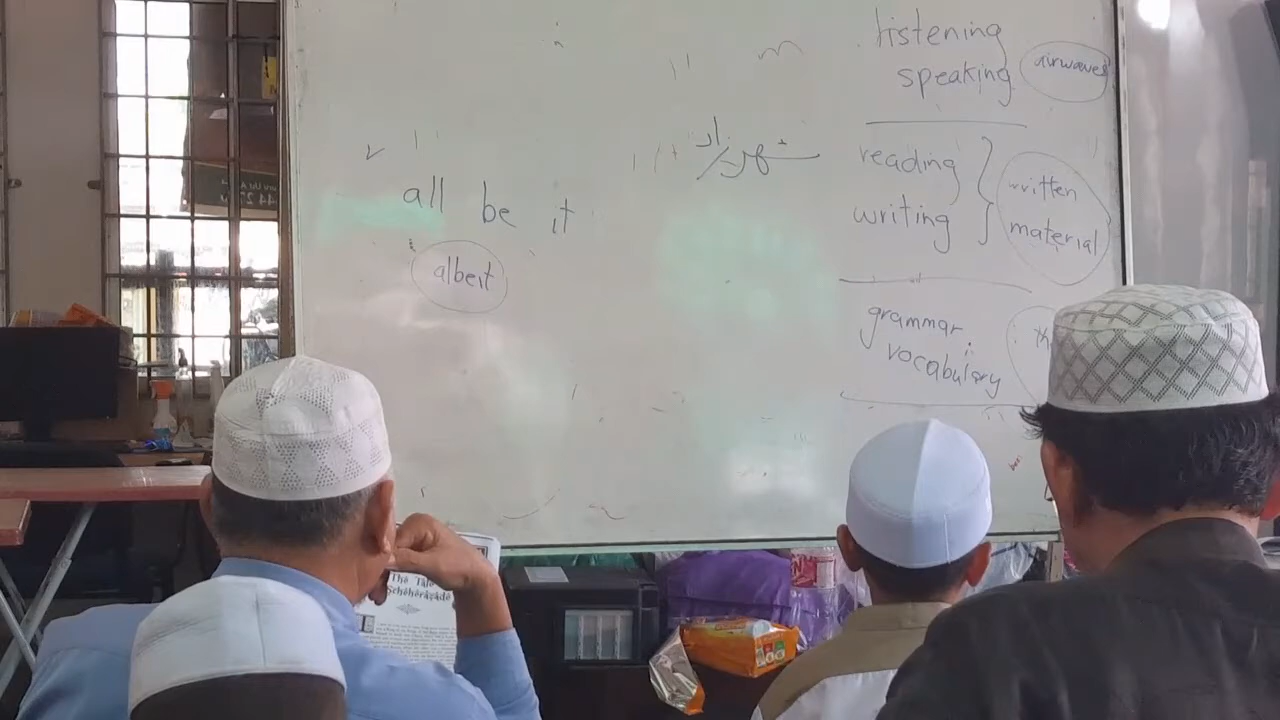 listening
speaking
airwaves
reading
writing
written
material
all be it
albeit
grammar
vocabulary
The Tale
Scheherazade